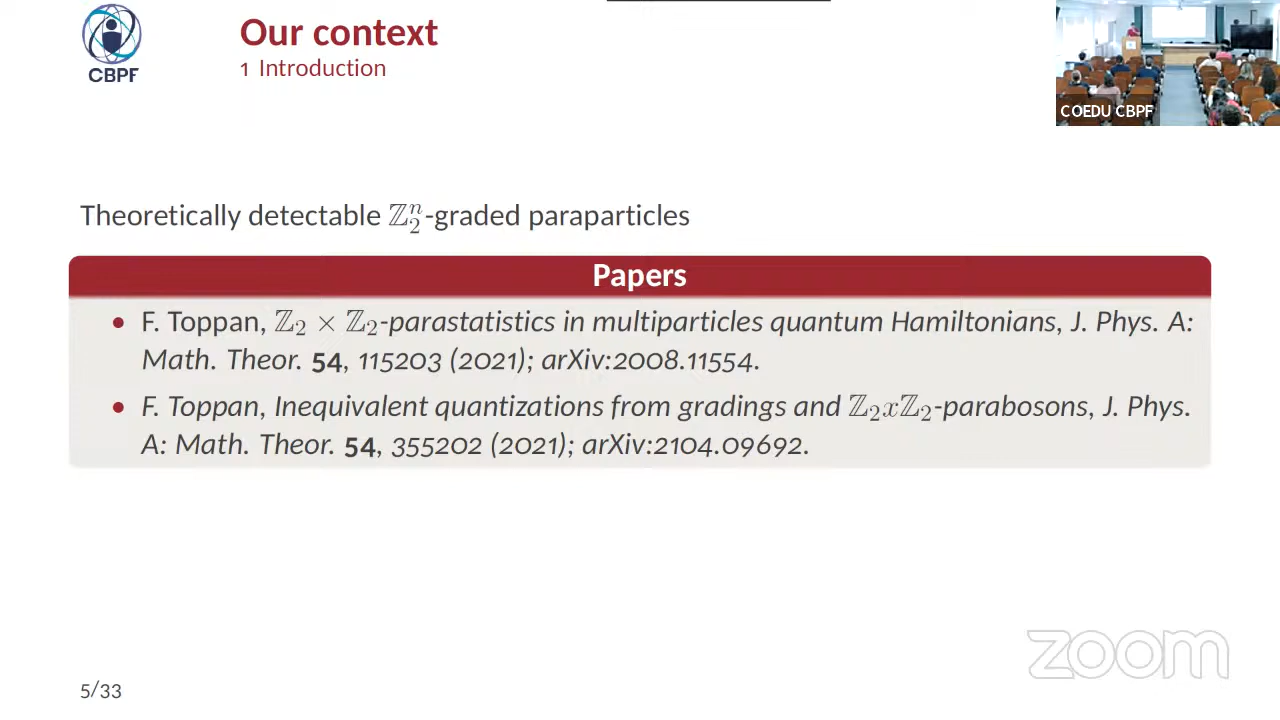 CBPF
Our context
1 Introduction
COEDU CBPF
Theoretically detectable ℤ₂ⁿ-graded paraparticles
Papers
• F. Toppan, ℤ₂ × ℤ₂-parastatistics in multiparticles quantum Hamiltonians, J. Phys. A:
Math. Theor. 54, 115203 (2021); arXiv:2008.11554.
• F. Toppan, Inequivalent quantizations from gradings and ℤ₂xℤ₂-parabosons, J. Phys.
A: Math. Theor. 54, 355202 (2021); arXiv:2104.09692.
zoom
5/33